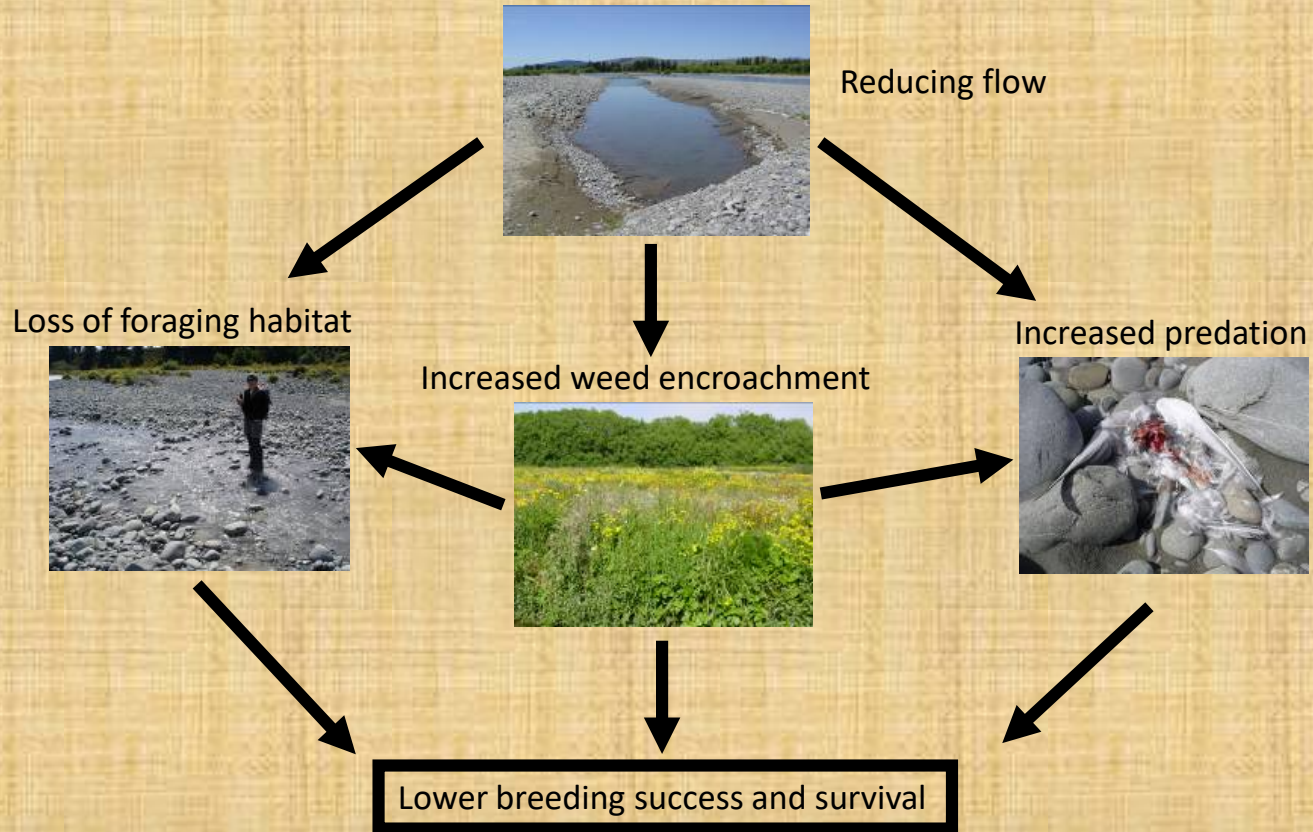 Reducing flow
Loss of foraging habitat
Increased predation
Increased weed encroachment
Lower breeding success and survival